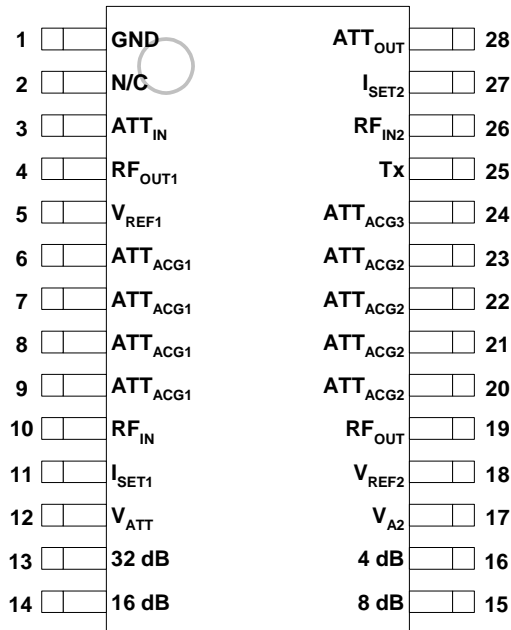 1 GND ATT_OUT 28
2 N/C I_SET2 27
3 ATT_IN RF_IN2 26
4 RF_OUT1 Tx 25
5 V_REF1 ATT_ACG3 24
6 ATT_ACG1 ATT_ACG2 23
7 ATT_ACG1 ATT_ACG2 22
8 ATT_ACG1 ATT_ACG2 21
9 ATT_ACG1 ATT_ACG2 20
10 RF_IN RF_OUT 19
11 I_SET1 V_REF2 18
12 V_ATT V_A2 17
13 32 dB 4 dB 16
14 16 dB 8 dB 15